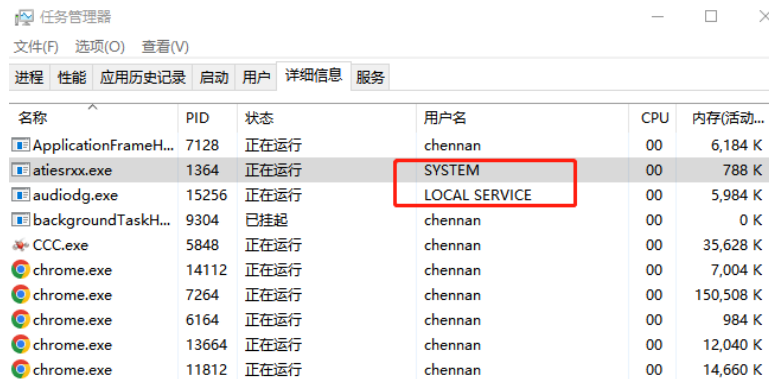 任务管理器
文件(F) 选项(O) 查看(V)
进程 性能 应用历史记录 启动 用户 详细信息 服务
名称 PID 状态 用户名 CPU 内存(活动...
ApplicationFrameH... 7128 正在运行 chennan 00 6,184 K
atiesrxx.exe 1364 正在运行 SYSTEM 00 788 K
audiodg.exe 15256 正在运行 LOCAL SERVICE 00 5,984 K
backgroundTaskH... 9304 已挂起 chennan 00 0 K
CCC.exe 5848 正在运行 chennan 00 35,628 K
chrome.exe 14112 正在运行 chennan 00 7,004 K
chrome.exe 7264 正在运行 chennan 00 150,508 K
chrome.exe 6164 正在运行 chennan 00 984 K
chrome.exe 13664 正在运行 chennan 00 12,040 K
chrome.exe 11812 正在运行 chennan 00 14,660 K